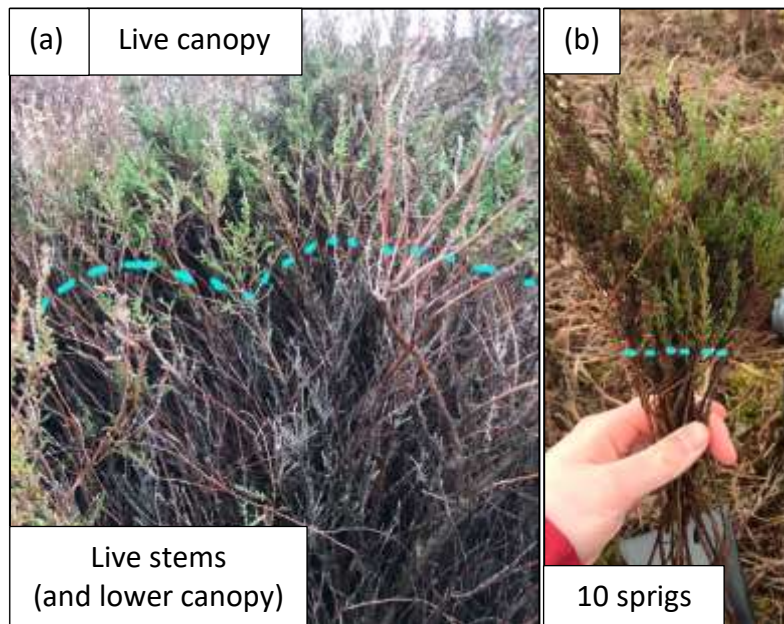 (a)
Live canopy
(b)
Live stems
(and lower canopy)
10 sprigs